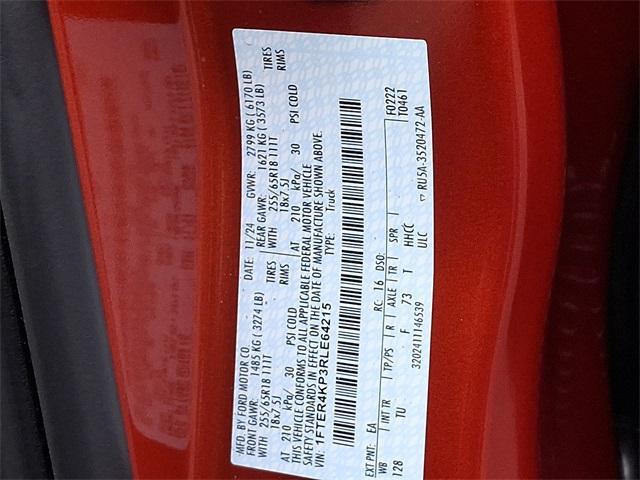 MFD. BY FORD MOTOR CO.
DATE: 11/24 GVWR: 2799 KG ( 6170 LB)
FRONT GAWR: 1485 KG ( 3274 LB) REAR GAWR: 1621 KG ( 3573 LB)
WITH 255/65R18 111T TIRES WITH 255/65R18 111T TIRES
18x7.5J RIMS 18x7.5J RIMS
AT 210 kPa/ 30 PSI COLD AT 210 kPa/ 30 PSI COLD
THIS VEHICLE CONFORMS TO ALL APPLICABLE FEDERAL MOTOR VEHICLE
SAFETY STANDARDS IN EFFECT ON THE DATE OF MANUFACTURE SHOWN ABOVE.
VIN: 1FTER4KP3RLE64215 TYPE: Truck
F0222
T0461
EXT PNT: EA RC: 16 DSO:
WB INT TR TP/PS R AXLE TR SPR
128 TU F 73 T HHCC
ULC
3202411146539 RU5A-3520472-AA